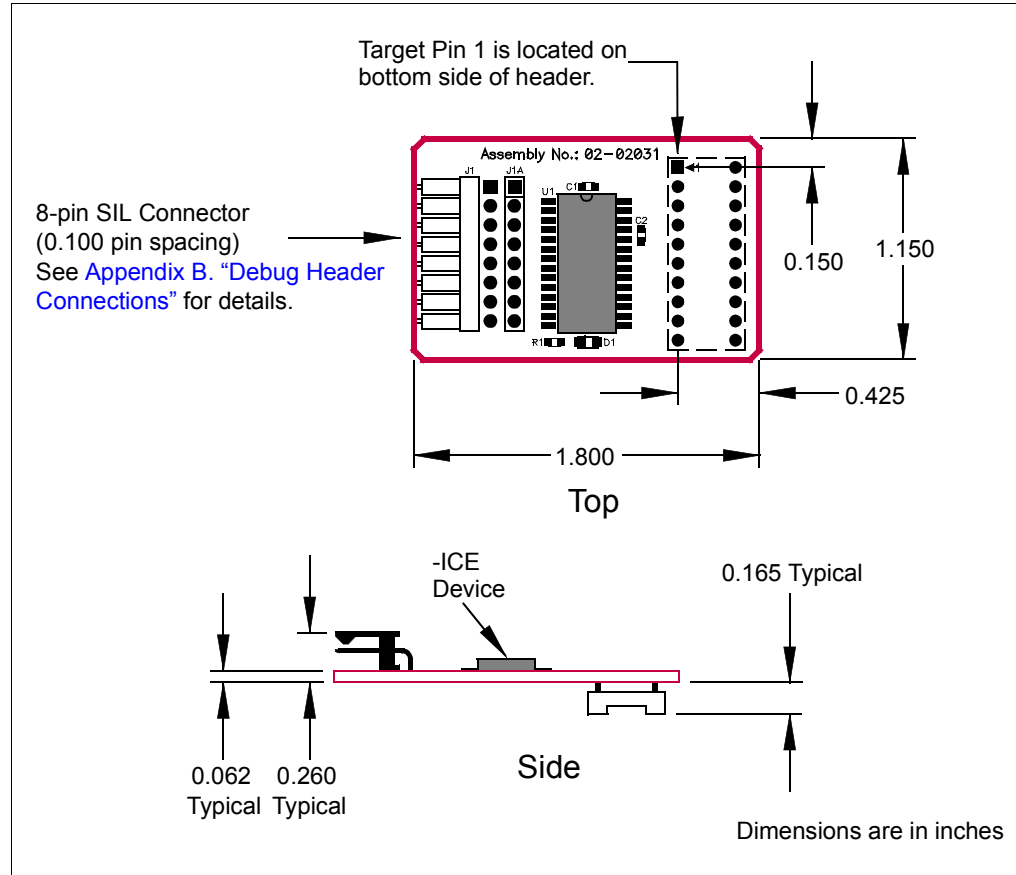 Target Pin 1 is located on
bottom side of header.
Assembly No.: 02-02031
J1
J1A
U1
C1
C2
R1
D1
1
8-pin SIL Connector
(0.100 pin spacing)
See Appendix B. “Debug Header
Connections” for details.
0.150
1.150
0.425
1.800
Top
-ICE
Device
0.165 Typical
0.062
Typical
0.260
Typical
Side
Dimensions are in inches